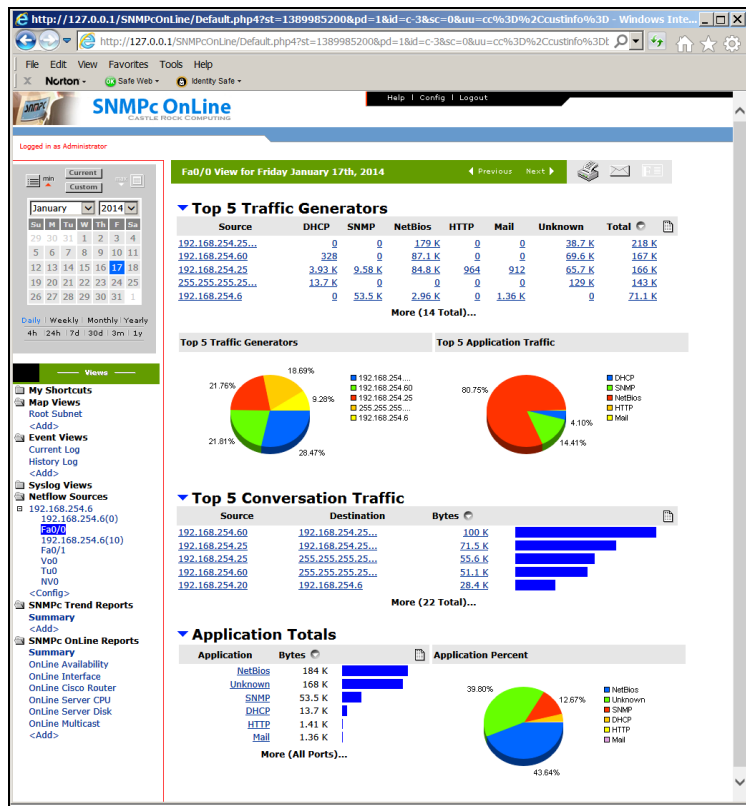 http://127.0.0.1/SNMPcOnLine/Default.php4?st=1389985200&pd=1&id=c-3&sc=0&uu=cc%3D%2Ccustinfo%3D - Windows Inte...
http://127.0.0.1/SNMPcOnLine/Default.php4?st=1389985200&pd=1&id=c-3&sc=0&uu=cc%3D%2Ccustinfo%3Dt
File Edit View Favorites Tools Help
X Norton - Safe Web - Identity Safe -
SNMPc OnLine
CASTLE ROCK COMPUTING
Help | Config | Logout
Logged in as Administrator
min Current
Custom
January 2014
Su M Tu W Th F Sa
29 30 31 1 2 3 4
5 6 7 8 9 10 11
12 13 14 15 16 17 18
19 20 21 22 23 24 25
26 27 28 29 30 31 1
Daily | Weekly | Monthly | Yearly
4h | 24h | 7d | 30d | 3m | 1y
Views
My Shortcuts
Map Views
Root Subnet
<Add>
Event Views
Current Log
History Log
<Add>
Syslog Views
Netflow Sources
192.168.254.6
192.168.254.6(0)
Fa0/0
192.168.254.6(10)
Fa0/1
Vo0
Tu0
NV0
<Config>
SNMPc Trend Reports
Summary
<Add>
SNMPc OnLine Reports
Summary
OnLine Availability
OnLine Interface
OnLine Cisco Router
OnLine Server CPU
OnLine Server Disk
OnLine Multicast
<Add>
Fa0/0 View for Friday January 17th, 2014 Previous Next
Top 5 Traffic Generators
Source DHCP SNMP NetBios HTTP Mail Unknown Total
192.168.254.25... 0 0 179 K 0 0 38.7 K 218 K
192.168.254.60 328 0 87.1 K 0 0 69.6 K 167 K
192.168.254.25 3.93 K 9.58 K 84.8 K 964 912 65.7 K 166 K
255.255.255.25... 13.7 K 0 0 0 0 129 K 143 K
192.168.254.6 0 53.5 K 2.96 K 0 1.36 K 0 71.1 K
More (14 Total)...
Top 5 Traffic Generators
18.69%
21.76%
9.28%
21.81%
28.47%
192.168.254....
192.168.254.60
192.168.254.25
255.255.255....
192.168.254.6
Top 5 Application Traffic
80.75%
4.10%
14.41%
DHCP
SNMP
NetBios
HTTP
Mail
Top 5 Conversation Traffic
Source Destination Bytes
192.168.254.60 192.168.254.25... 100 K
192.168.254.25 192.168.254.25... 71.5 K
192.168.254.25 255.255.255.25... 55.6 K
192.168.254.60 255.255.255.25... 51.1 K
192.168.254.20 192.168.254.6 28.4 K
More (22 Total)...
Application Totals
Application Bytes
NetBios 184 K
Unknown 168 K
SNMP 53.5 K
DHCP 13.7 K
HTTP 1.41 K
Mail 1.36 K
More (All Ports)...
Application Percent
39.80%
12.67%
43.64%
NetBios
Unknown
SNMP
DHCP
HTTP
Mail